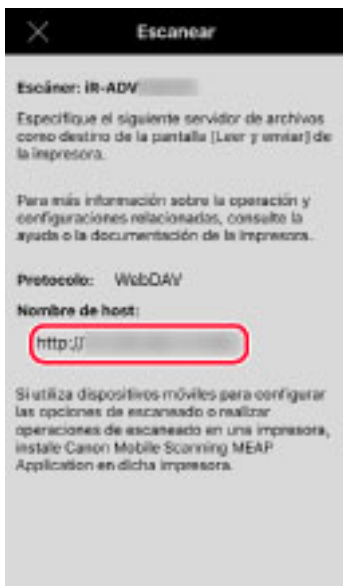 Escanear
Escáner: iR-ADV
Especifique el siguiente servidor de archivos
como destino de la pantalla [Leer y enviar] de
la impresora.
Para más información sobre la operación y
configuraciones relacionadas, consulte la
ayuda o la documentación de la impresora.
Protocolo: WebDAV
Nombre de host:
http://
Si utiliza dispositivos móviles para configurar
las opciones de escaneado o realizar
operaciones de escaneado en una impresora,
instale Canon Mobile Scanning MEAP
Application en dicha impresora.